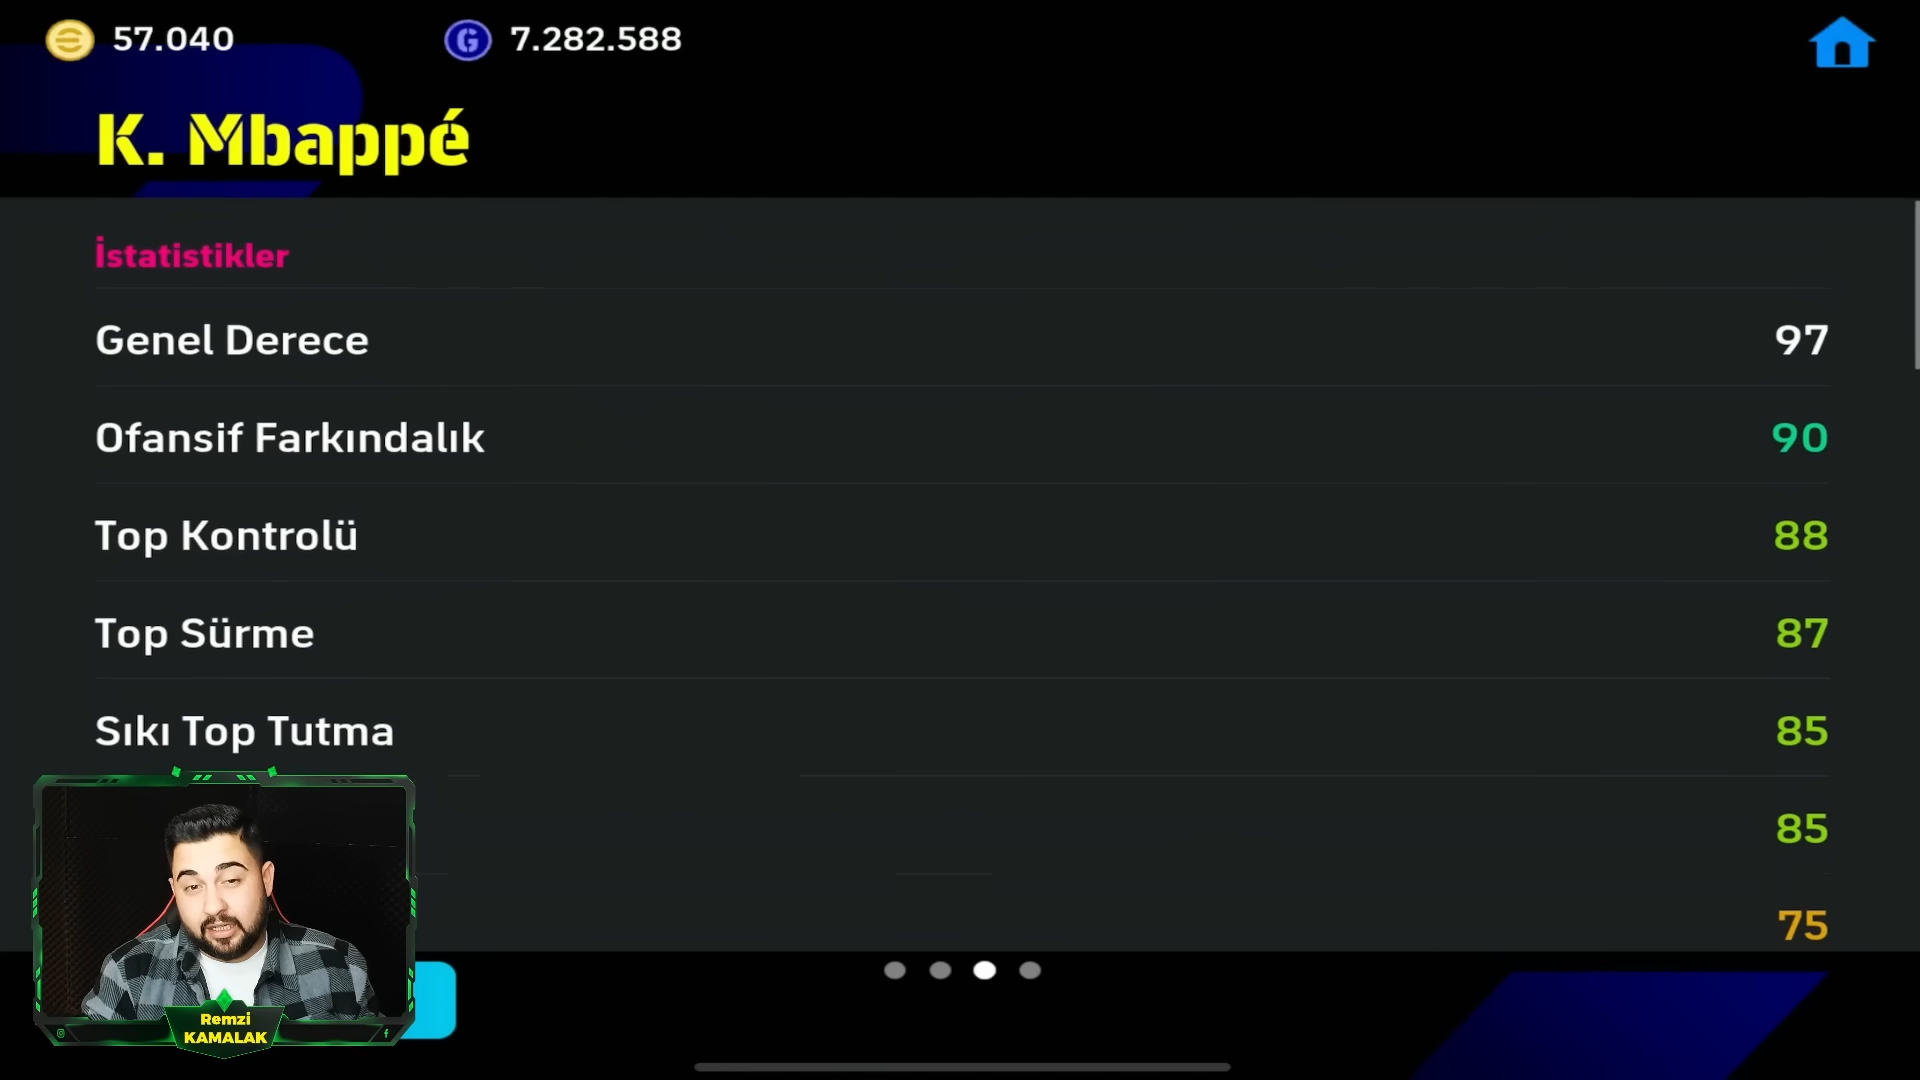 57.040
7.282.588
K. Mbappé
İstatistikler
Genel Derece 97
Ofansif Farkındalık 90
Top Kontrolü 88
Top Sürme 87
Sıkı Top Tutma 85
85
75
Remzi
KAMALAK